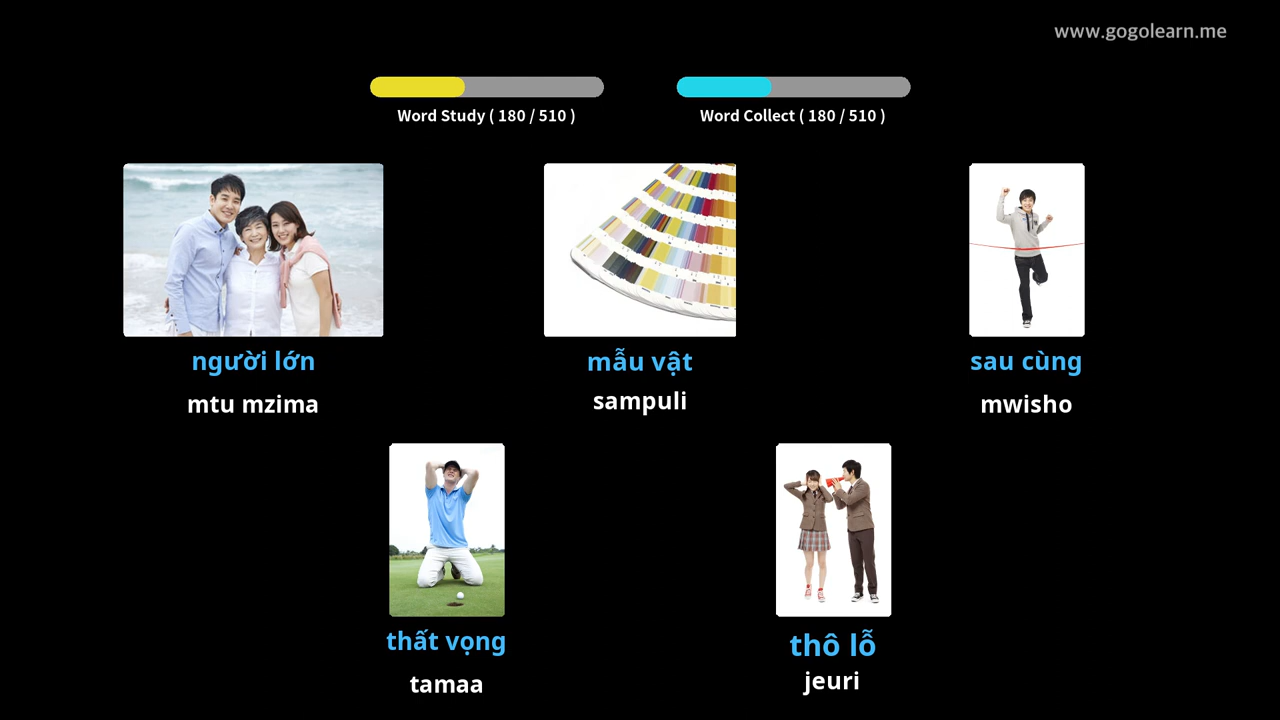 www.gogolearn.me
Word Study ( 180 / 510 )
Word Collect ( 180 / 510 )
người lớn
mtu mzima
mẫu vật
sampuli
sau cùng
mwisho
thất vọng
tamaa
thô lỗ
jeuri